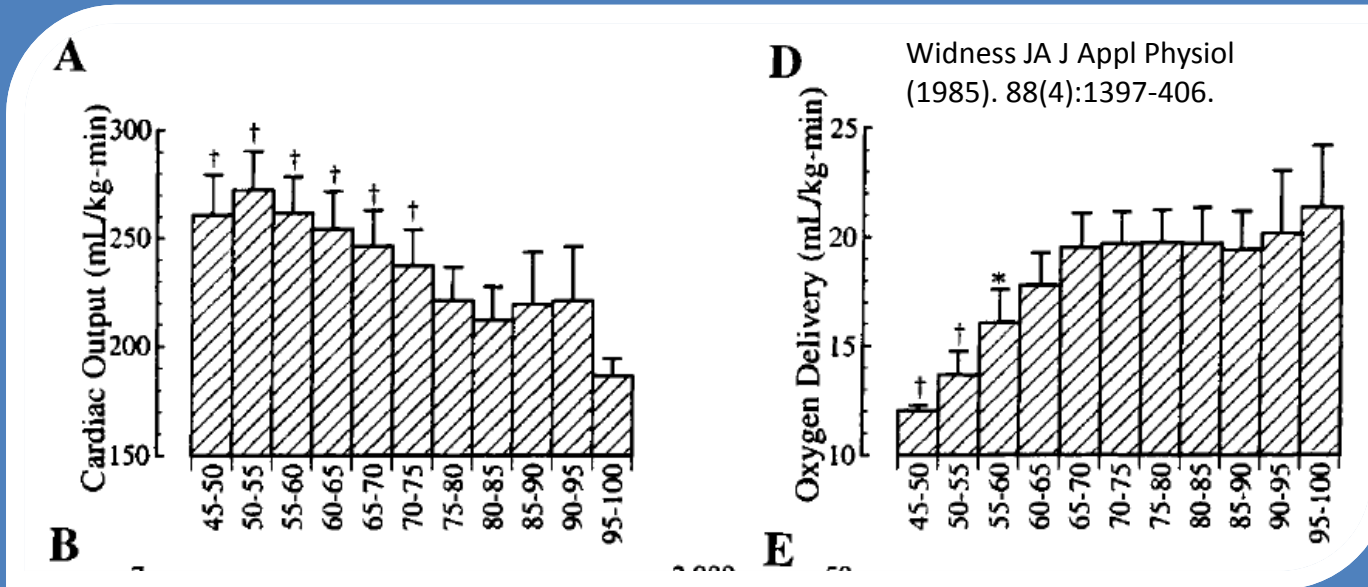 A
Cardiac Output (mL/kg-min)
300
250
200
150
† † † † † †
45-50 50-55 55-60 60-65 65-70 70-75 75-80 80-85 85-90 90-95 95-100
D
Widness JA J Appl Physiol
(1985). 88(4):1397-406.
Oxygen Delivery (mL/kg-min)
25
20
15
10
† † *
45-50 50-55 55-60 60-65 65-70 70-75 75-80 80-85 85-90 90-95 95-100
B
E